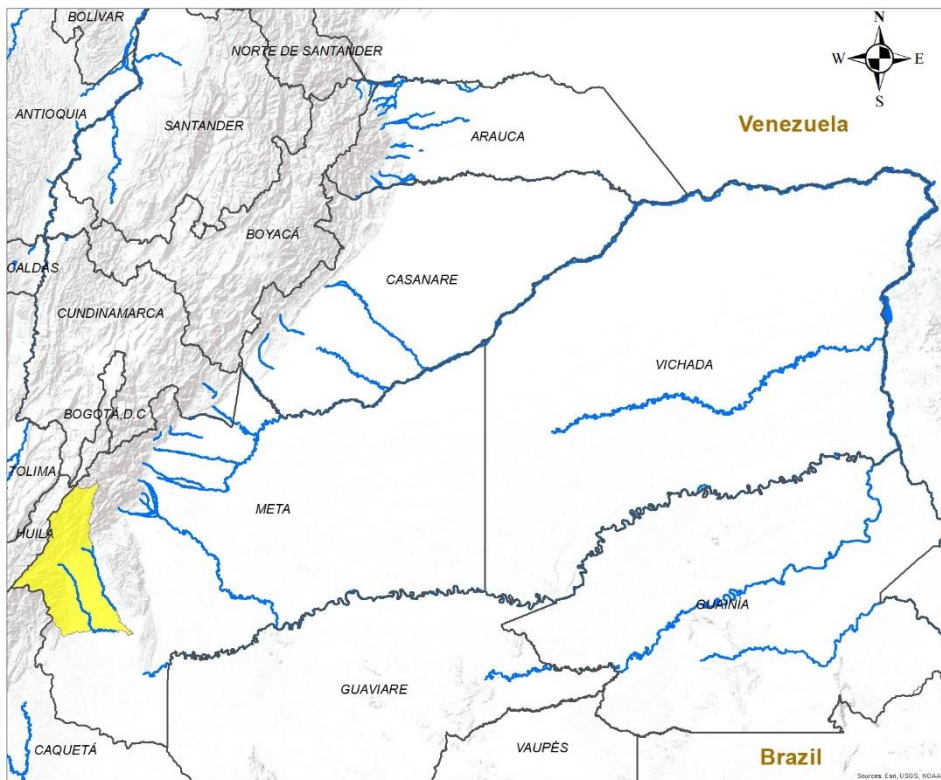 BOLÍVAR
N
NORTE DE SANTANDER
W
E
S
ANTIOQUIA
SANTANDER
ARAUCA
Venezuela
BOYACÁ
CALDAS
CASANARE
CUNDINAMARCA
VICHADA
BOGOTÁ,D.C
TOLIMA
META
HUILA
GUAINÍA
GUAVIARE
CAQUETÁ
VAUPÉS
Brazil
Sources: Esri, USGS, NOAA